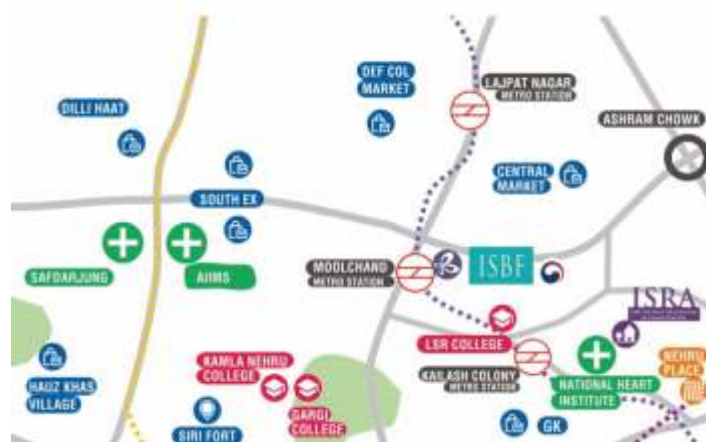 DEF COL
MARKET
LAJPAT NAGAR
METRO STATION
DILLI HAAT
ASHRAM CHOWK
CENTRAL
MARKET
SOUTH EX
SAFDARJUNG
AIIMS
MOOLCHAND
METRO STATION
ISBF
ISRA
LSR COLLEGE
KAMLA NEHRU
COLLEGE
KAILASH COLONY
METRO STATION
NATIONAL HEART
INSTITUTE
NEHRU
PLACE
HAUZ KHAS
VILLAGE
SIRI FORT
GARGI
COLLEGE
GK